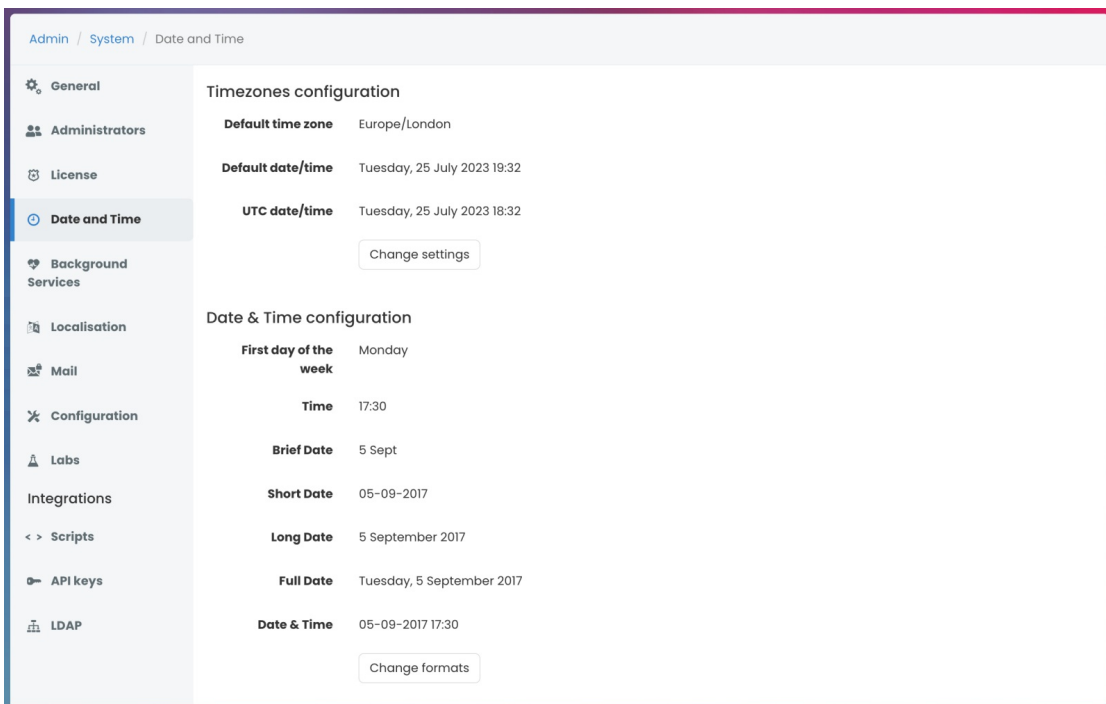 Admin / System / Date and Time
General
Administrators
License
Date and Time
Background
Services
Localisation
Mail
Configuration
Labs
Integrations
Scripts
API keys
LDAP
Timezones configuration
Default time zone Europe/London
Default date/time Tuesday, 25 July 2023 19:32
UTC date/time Tuesday, 25 July 2023 18:32
Change settings
Date & Time configuration
First day of the Monday
week
Time 17:30
Brief Date 5 Sept
Short Date 05-09-2017
Long Date 5 September 2017
Full Date Tuesday, 5 September 2017
Date & Time 05-09-2017 17:30
Change formats